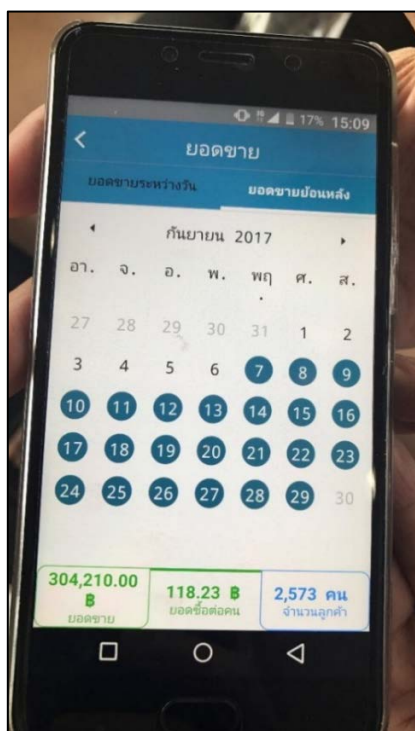 17% 15:09
ยอดขาย
ยอดขายระหว่างวัน ยอดขายย้อนหลัง
กันยายน 2017
อา. จ. อ. พ. พฤ. ศ. ส.
27 28 29 30 31 1 2
3 4 5 6 7 8 9
10 11 12 13 14 15 16
17 18 19 20 21 22 23
24 25 26 27 28 29 30
304,210.00 ฿ 118.23 ฿ 2,573 คน
ยอดขาย ยอดซื้อต่อคน จำนวนลูกค้า